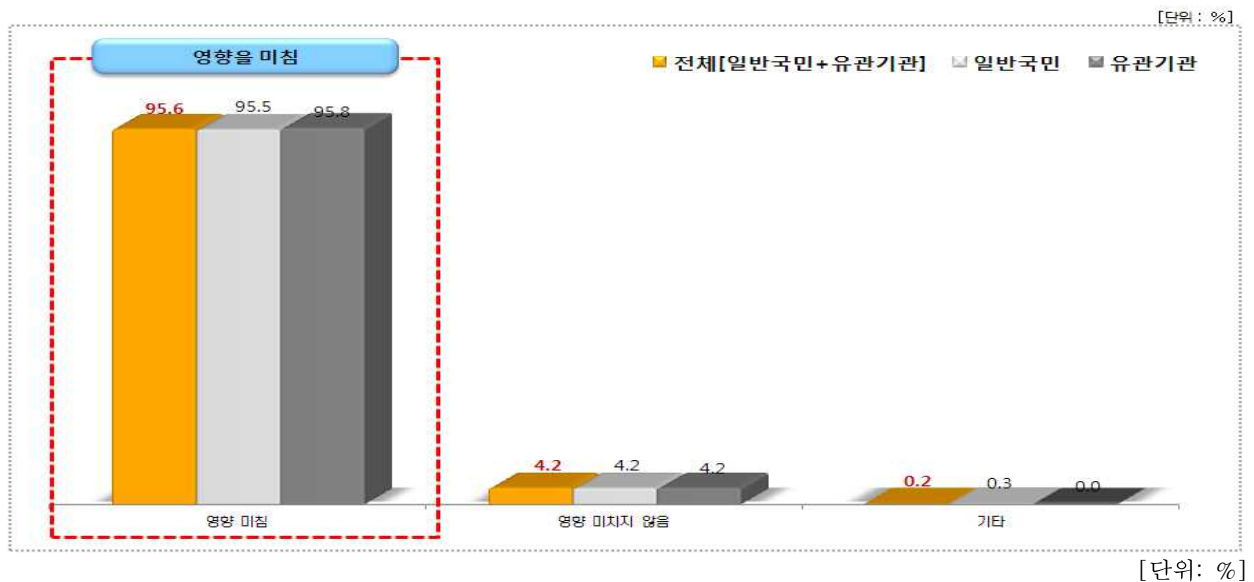 [단위 : %]
영향을 미침
전체[일반국민+유관기관] 일반국민 유관기관
95.6 95.5 95.8
4.2 4.2 4.2
0.2 0.3 0.0
영향 미침 영향 미치지 않음 기타
[단위: %]